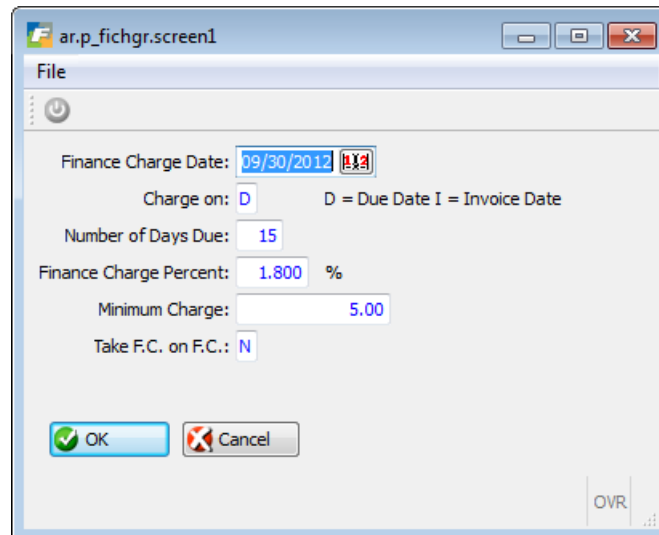 ar.p_fichgr.screen1
File
Finance Charge Date: 09/30/2012
Charge on: D D = Due Date I = Invoice Date
Number of Days Due: 15
Finance Charge Percent: 1.800 %
Minimum Charge: 5.00
Take F.C. on F.C.: N
OK Cancel
OVR